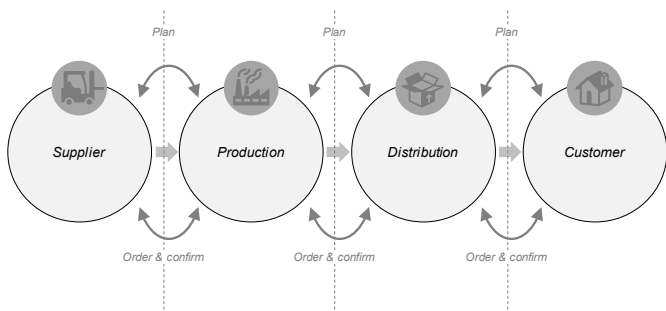 Plan
Plan
Plan
Supplier
Production
Distribution
Customer
Order & confirm
Order & confirm
Order & confirm